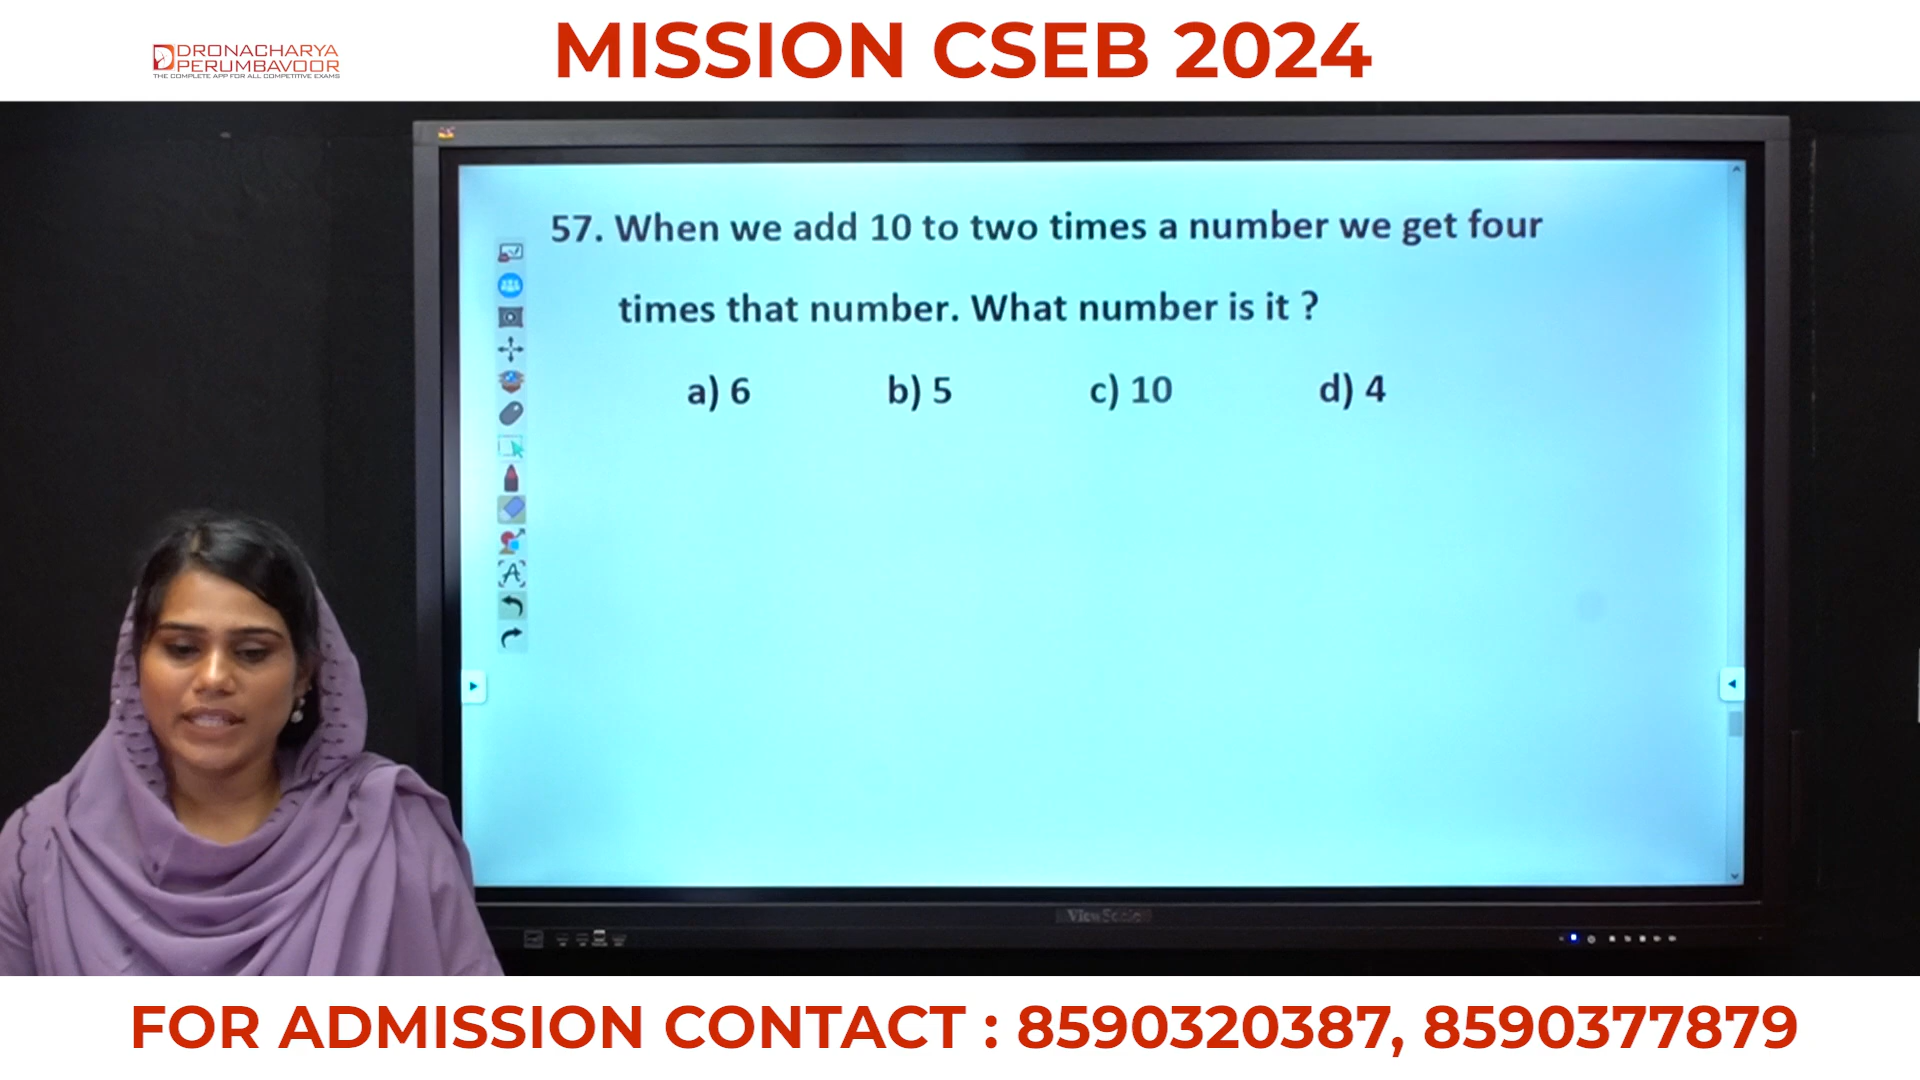 DRONACHARYA
PERUMBAVOOR
THE COMPLETE APP FOR ALL COMPETITIVE EXAMS
MISSION CSEB 2024
57. When we add 10 to two times a number we get four
times that number. What number is it ?
a) 6 b) 5 c) 10 d) 4
ViewSonic
FOR ADMISSION CONTACT : 8590320387, 8590377879